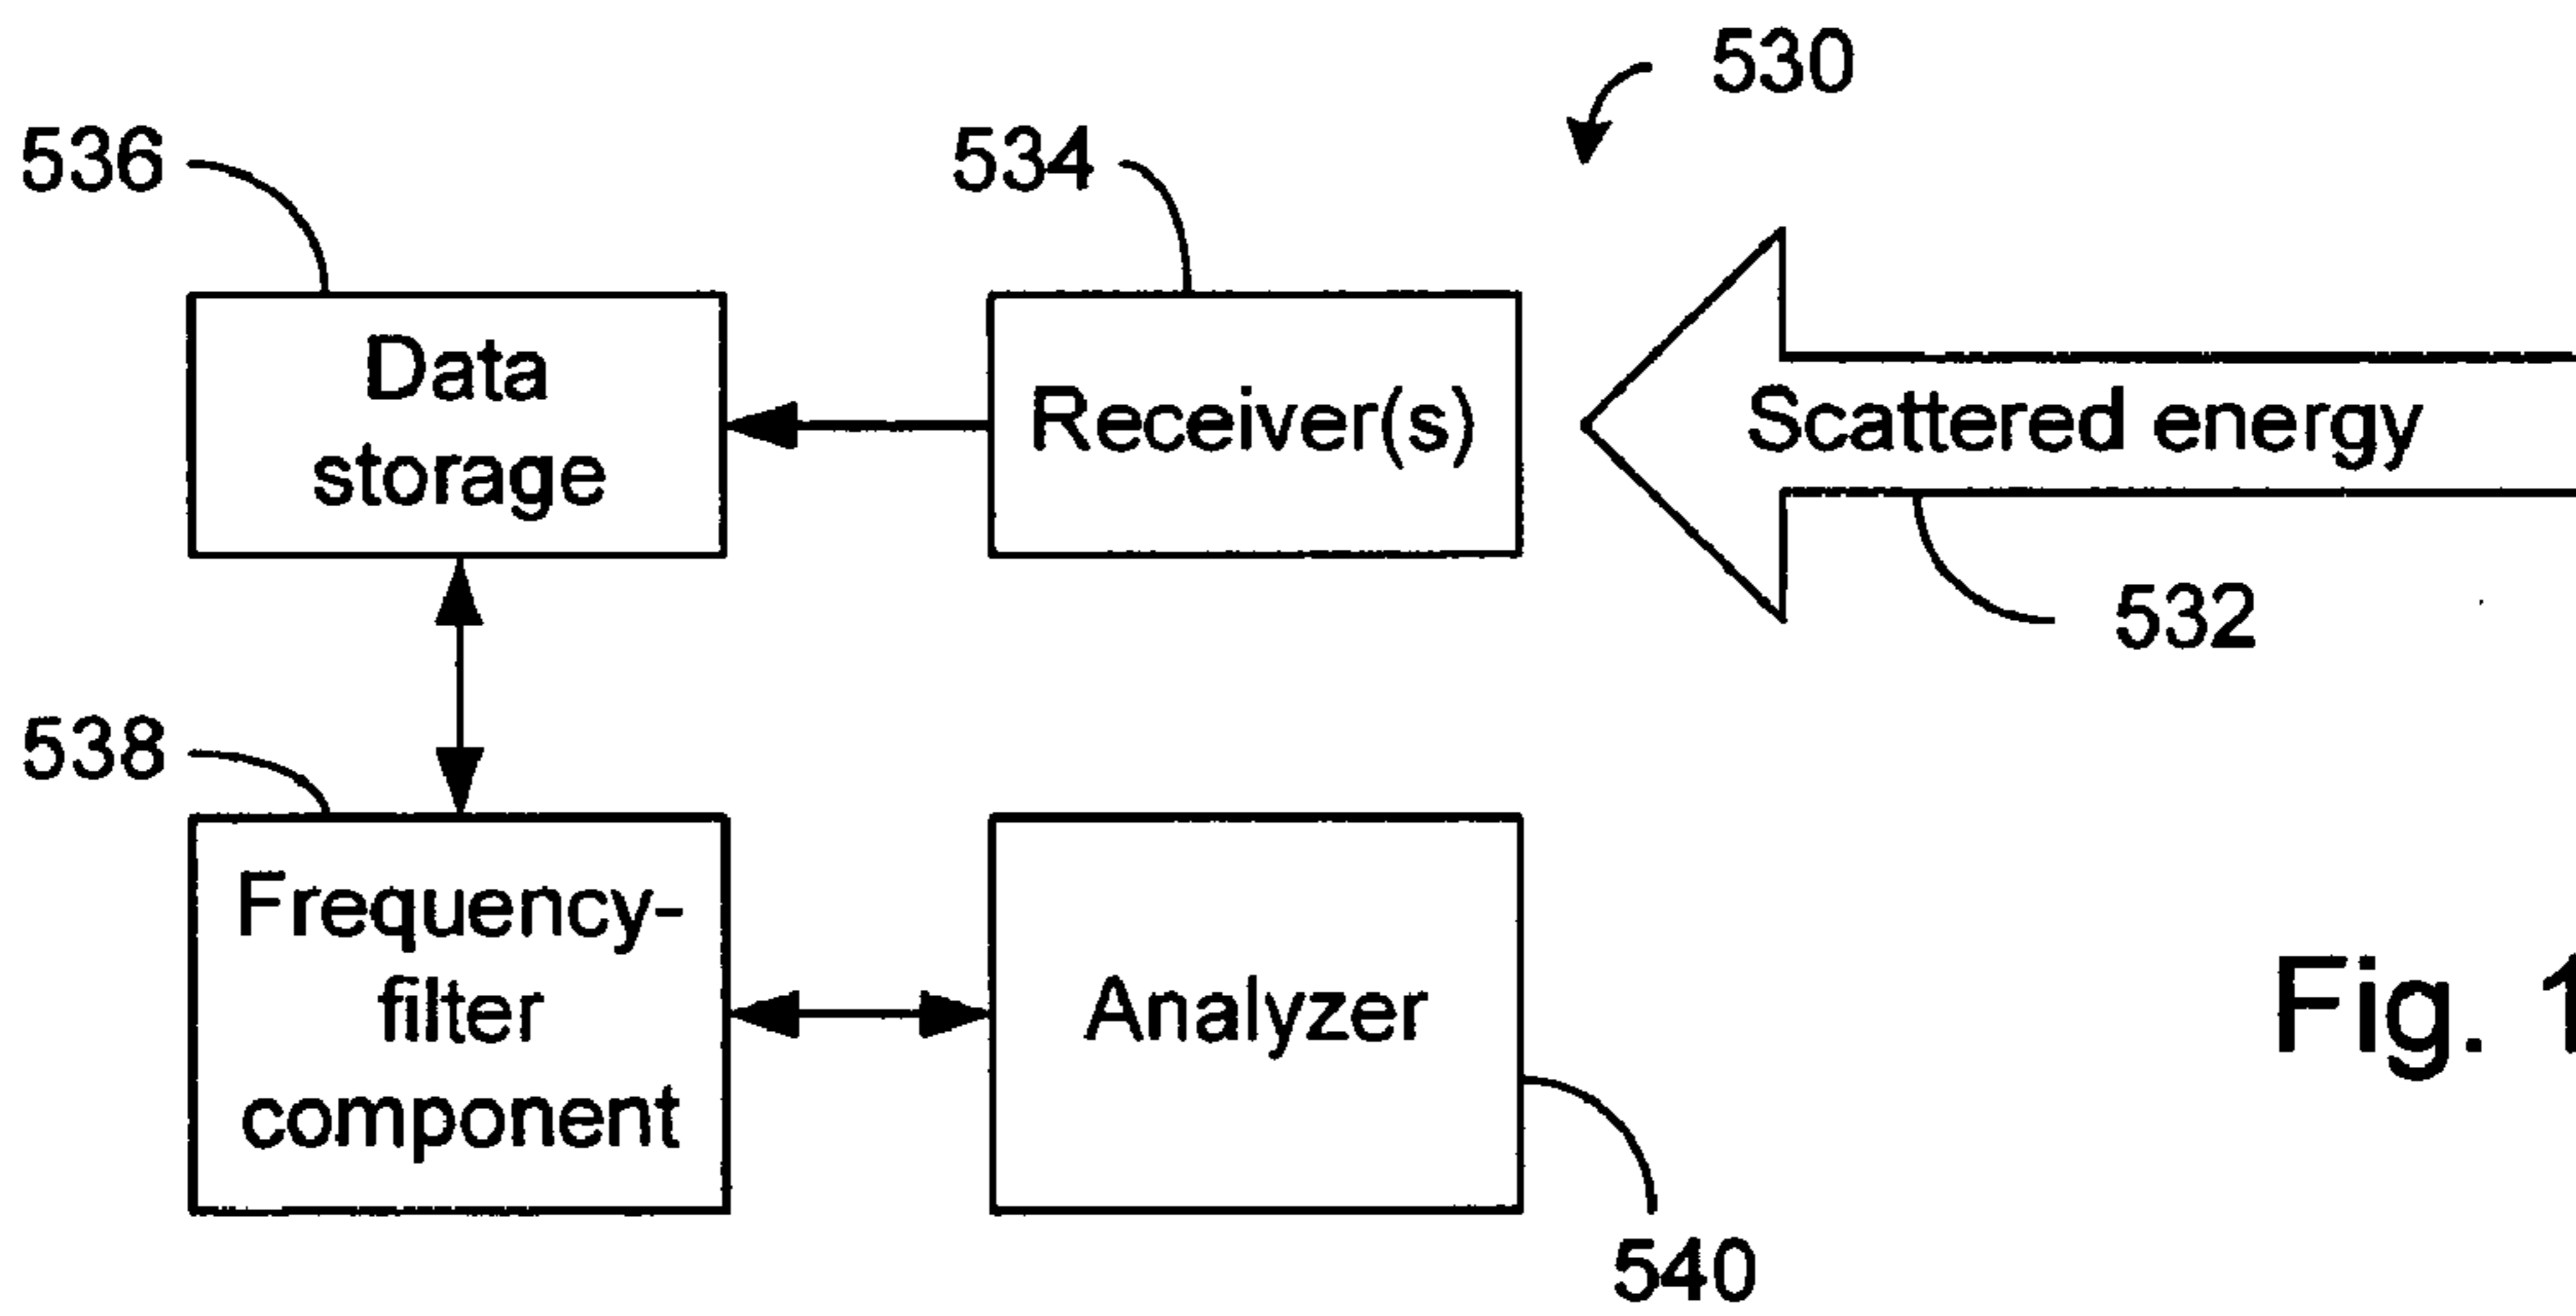 530
536
534
Data
storage
Receiver(s)
Scattered energy
532
538
Frequency-
filter
component
Analyzer
Fig. 1
540